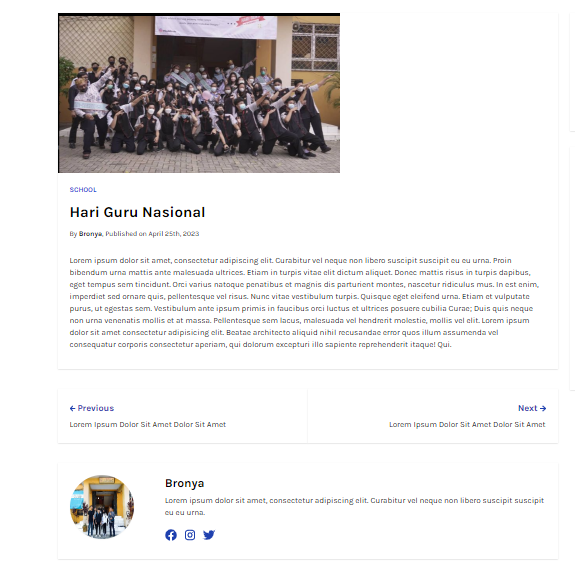 SCHOOL
Hari Guru Nasional
By Bronya, Published on April 25th, 2023
Lorem ipsum dolor sit amet, consectetur adipiscing elit. Curabitur vel neque non libero suscipit suscipit eu eu urna. Proin
bibendum urna mattis ante malesuada ultrices. Etiam in turpis vitae elit dictum aliquet. Donec mattis risus in turpis dapibus,
eget tempus sem tincidunt. Orci varius natoque penatibus et magnis dis parturient montes, nascetur ridiculus mus. In est enim,
imperdiet sed ornare quis, pellentesque vel risus. Nunc vitae vestibulum turpis. Quisque eget eleifend urna. Etiam et vulputate
purus, ut egestas sem. Vestibulum ante ipsum primis in faucibus orci luctus et ultrices posuere cubilia Curae; Duis quis neque
non urna venenatis mollis et at massa. Pellentesque sem lacus, malesuada vel hendrerit molestie, mollis vel elit. Lorem ipsum
dolor sit amet consectetur adipisicing elit. Beatae architecto aliquid nihil recusandae error quos illum assumenda vel
consequatur corporis consectetur aperiam, qui dolorum excepturi illo sapiente reprehenderit itaque! Qui.
← Previous
Lorem Ipsum Dolor Sit Amet Dolor Sit Amet
Next →
Lorem Ipsum Dolor Sit Amet Dolor Sit Amet
Bronya
Lorem ipsum dolor sit amet, consectetur adipiscing elit. Curabitur vel neque non libero suscipit suscipit
eu eu urna.